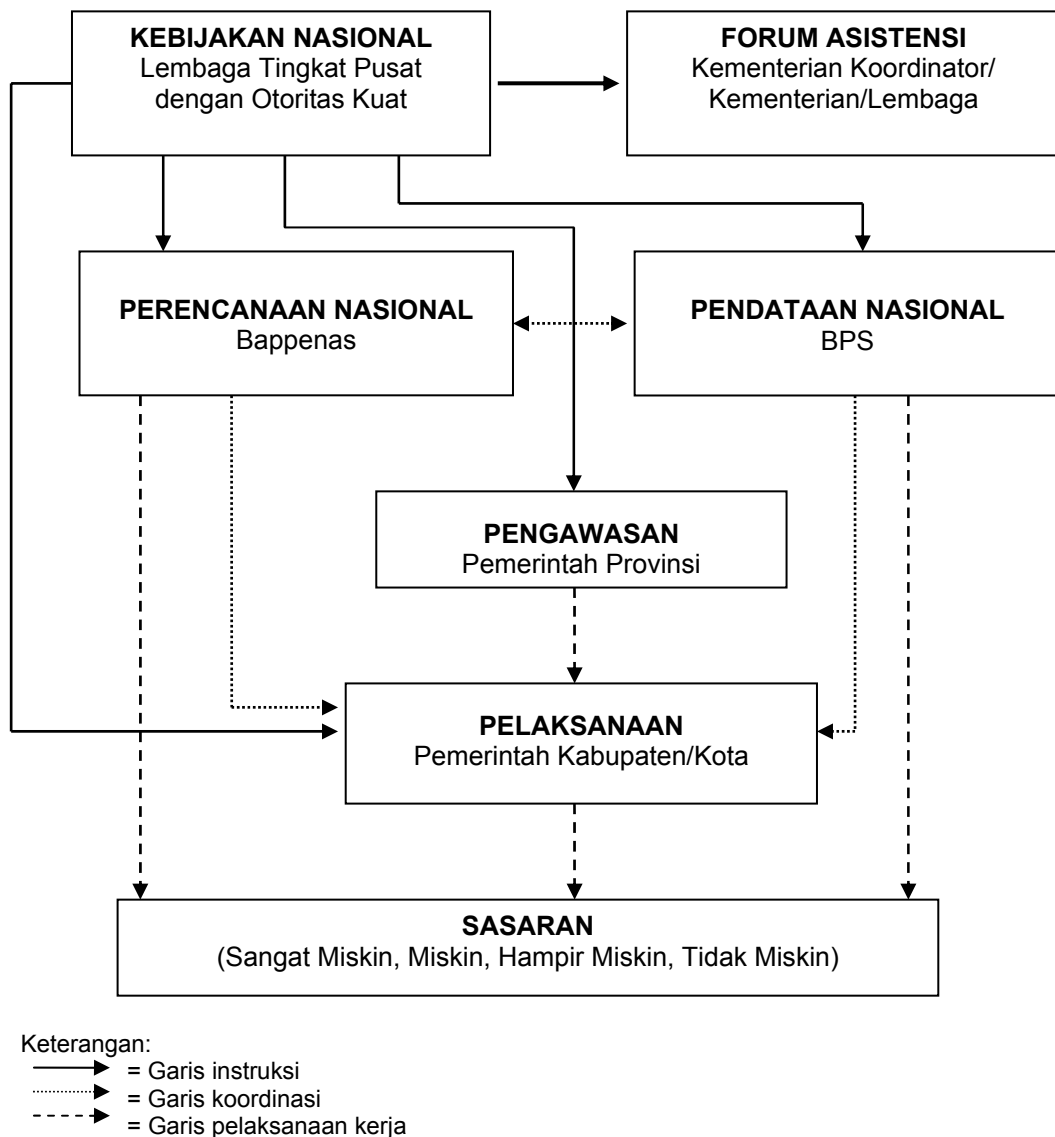 KEBIJAKAN NASIONAL
Lembaga Tingkat Pusat
dengan Otoritas Kuat
FORUM ASISTENSI
Kementerian Koordinator/
Kementerian/Lembaga
PERENCANAAN NASIONAL
Bappenas
PENDATAAN NASIONAL
BPS
PENGAWASAN
Pemerintah Provinsi
PELAKSANAAN
Pemerintah Kabupaten/Kota
SASARAN
(Sangat Miskin, Miskin, Hampir Miskin, Tidak Miskin)
Keterangan:
= Garis instruksi
= Garis koordinasi
= Garis pelaksanaan kerja